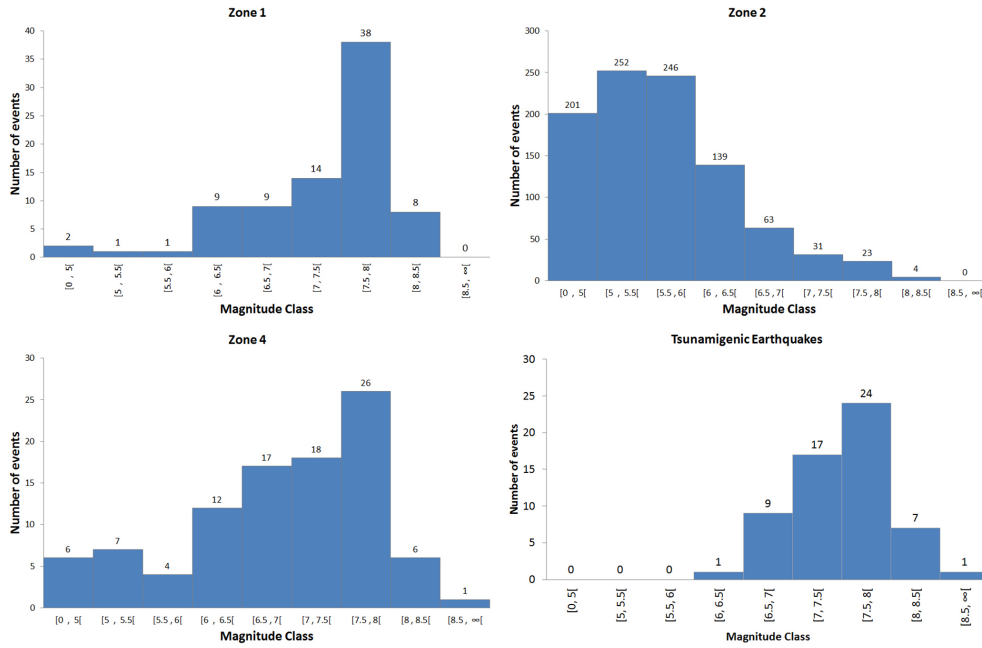 Zone 1
Number of events
40
35
30
25
20
15
10
5
0
2
1
1
9
9
14
38
8
0
[0 , 5[
[5 , 5.5[
[5.5 , 6[
[6 , 6.5[
[6.5 , 7[
[7 , 7.5[
[7.5 , 8[
[8 , 8.5[
[8.5 , ∞[
Magnitude Class
Zone 2
Number of events
300
250
200
150
100
50
0
201
252
246
139
63
31
23
4
0
[0 , 5[
[5 , 5.5[
[5.5 , 6[
[6 , 6.5[
[6.5 , 7[
[7 , 7.5[
[7.5 , 8[
[8 , 8.5[
[8.5 , ∞[
Magnitude Class
Zone 4
Number of events
30
25
20
15
10
5
0
6
7
4
12
17
18
26
6
1
[0 , 5[
[5 , 5.5[
[5.5 , 6[
[6 , 6.5[
[6.5 , 7[
[7 , 7.5[
[7.5 , 8[
[8 , 8.5[
[8.5 , ∞[
Magnitude Class
Tsunamigenic Earthquakes
Number of events
30
25
20
15
10
5
0
0
0
0
1
9
17
24
7
1
[0, 5[
[5, 5.5[
[5.5, 6[
[6, 6.5[
[6.5, 7[
[7, 7.5[
[7.5, 8[
[8, 8.5[
[8.5, ∞[
Magnitude Class